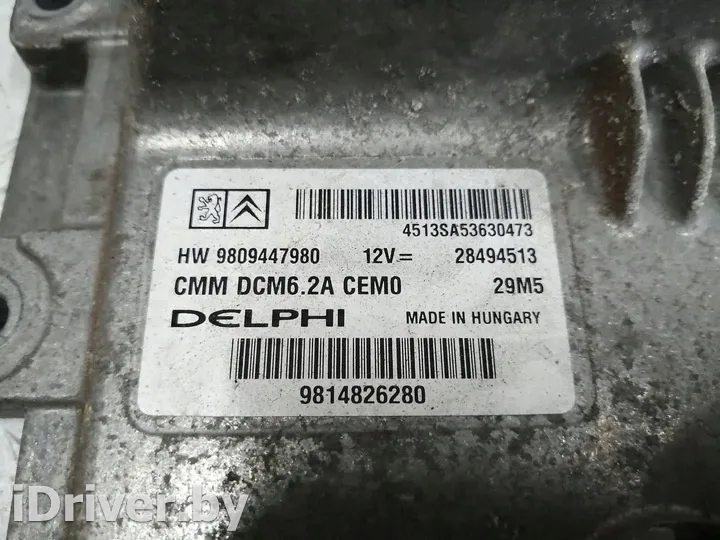 4513SA53630473
HW 9809447980 12V= 28494513
CMM DCM6.2A CEM0 29M5
DELPHI MADE IN HUNGARY
9814826280
iDriver.by